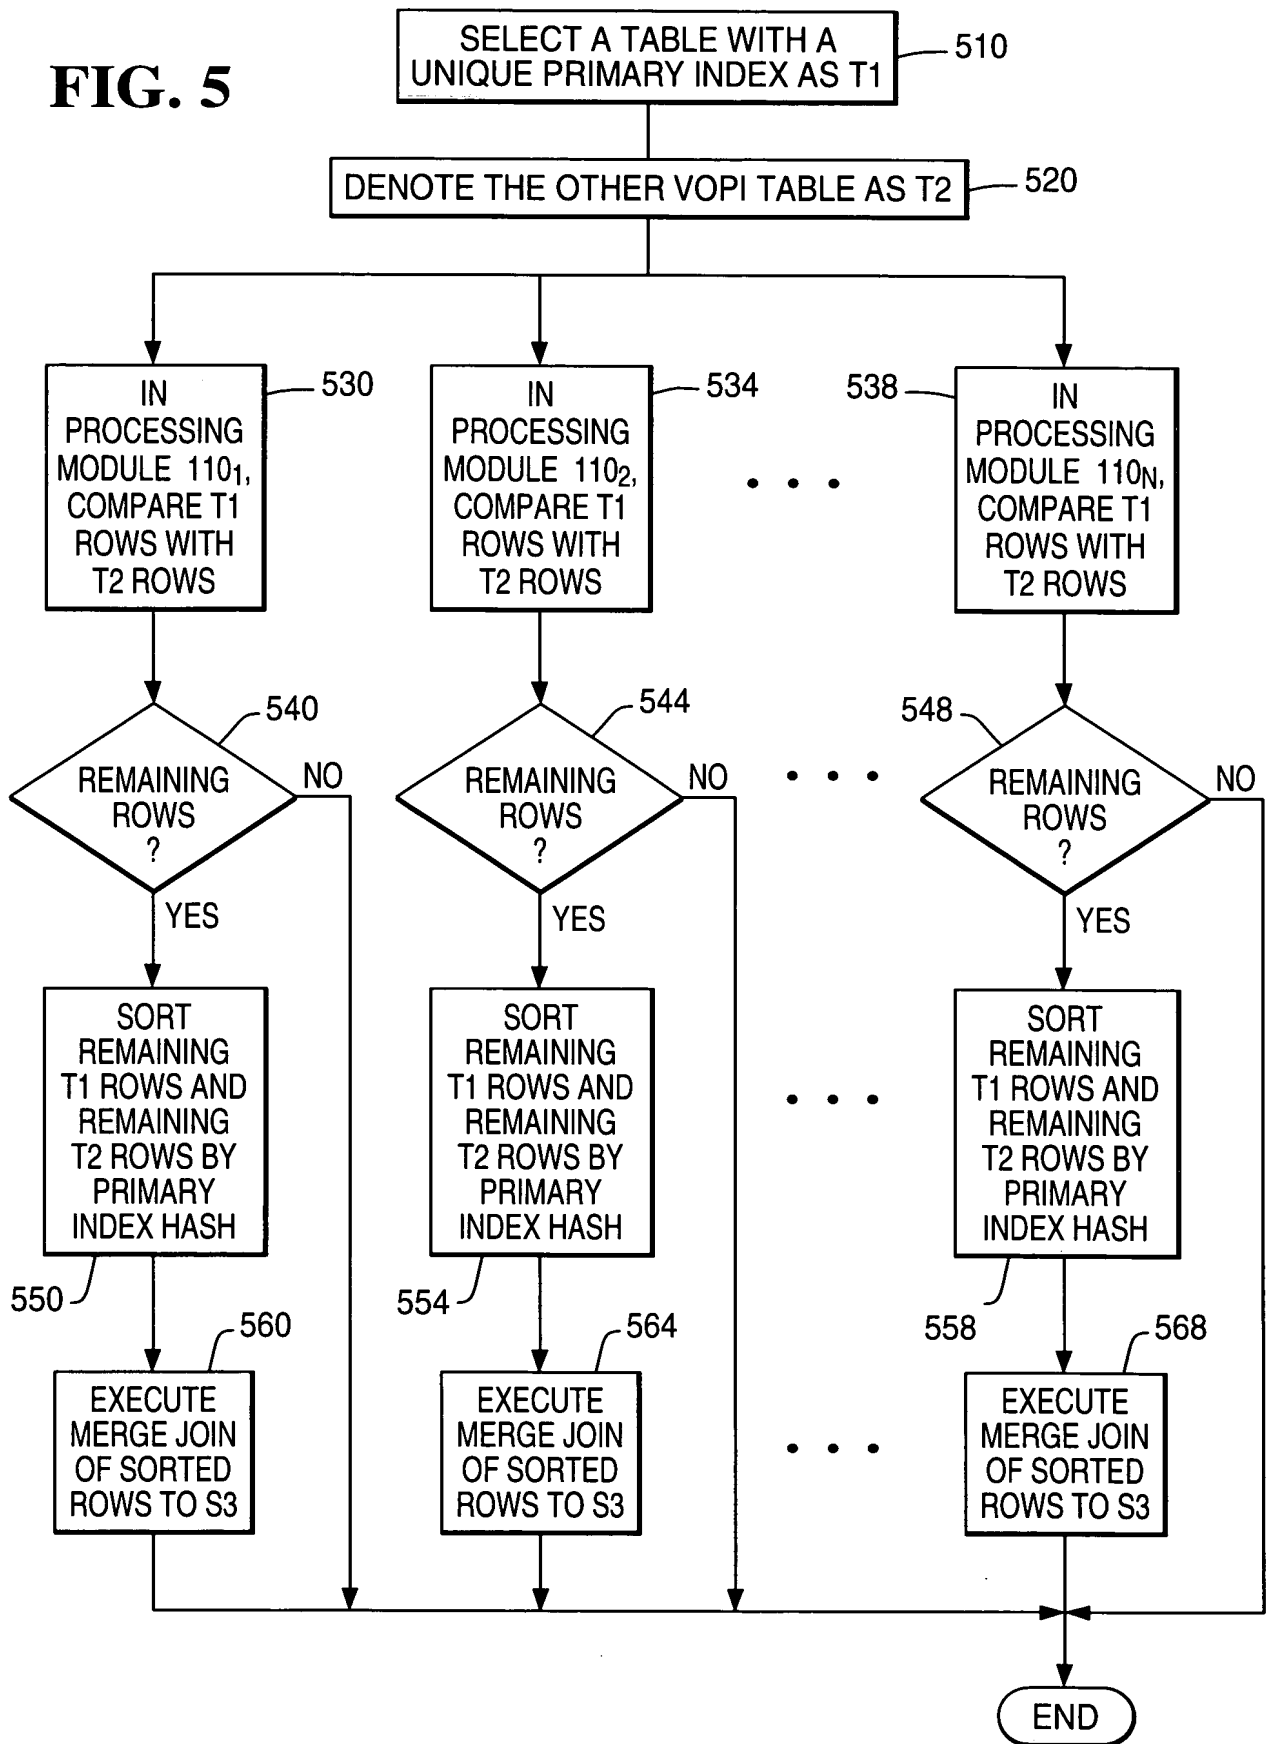 FIG. 5
SELECT A TABLE WITH A
UNIQUE PRIMARY INDEX AS T1
510
DENOTE THE OTHER VOPI TABLE AS T2
520
IN
PROCESSING
MODULE 110₁,
COMPARE T1
ROWS WITH
T2 ROWS
530
IN
PROCESSING
MODULE 110₂,
COMPARE T1
ROWS WITH
T2 ROWS
534
• • •
IN
PROCESSING
MODULE 110N,
COMPARE T1
ROWS WITH
T2 ROWS
538
REMAINING
ROWS
?
540
NO
YES
REMAINING
ROWS
?
544
NO
YES
• • •
REMAINING
ROWS
?
548
NO
YES
SORT
REMAINING
T1 ROWS AND
REMAINING
T2 ROWS BY
PRIMARY
INDEX HASH
550
SORT
REMAINING
T1 ROWS AND
REMAINING
T2 ROWS BY
PRIMARY
INDEX HASH
554
• • •
SORT
REMAINING
T1 ROWS AND
REMAINING
T2 ROWS BY
PRIMARY
INDEX HASH
558
EXECUTE
MERGE JOIN
OF SORTED
ROWS TO S3
560
EXECUTE
MERGE JOIN
OF SORTED
ROWS TO S3
564
• • •
EXECUTE
MERGE JOIN
OF SORTED
ROWS TO S3
568
END